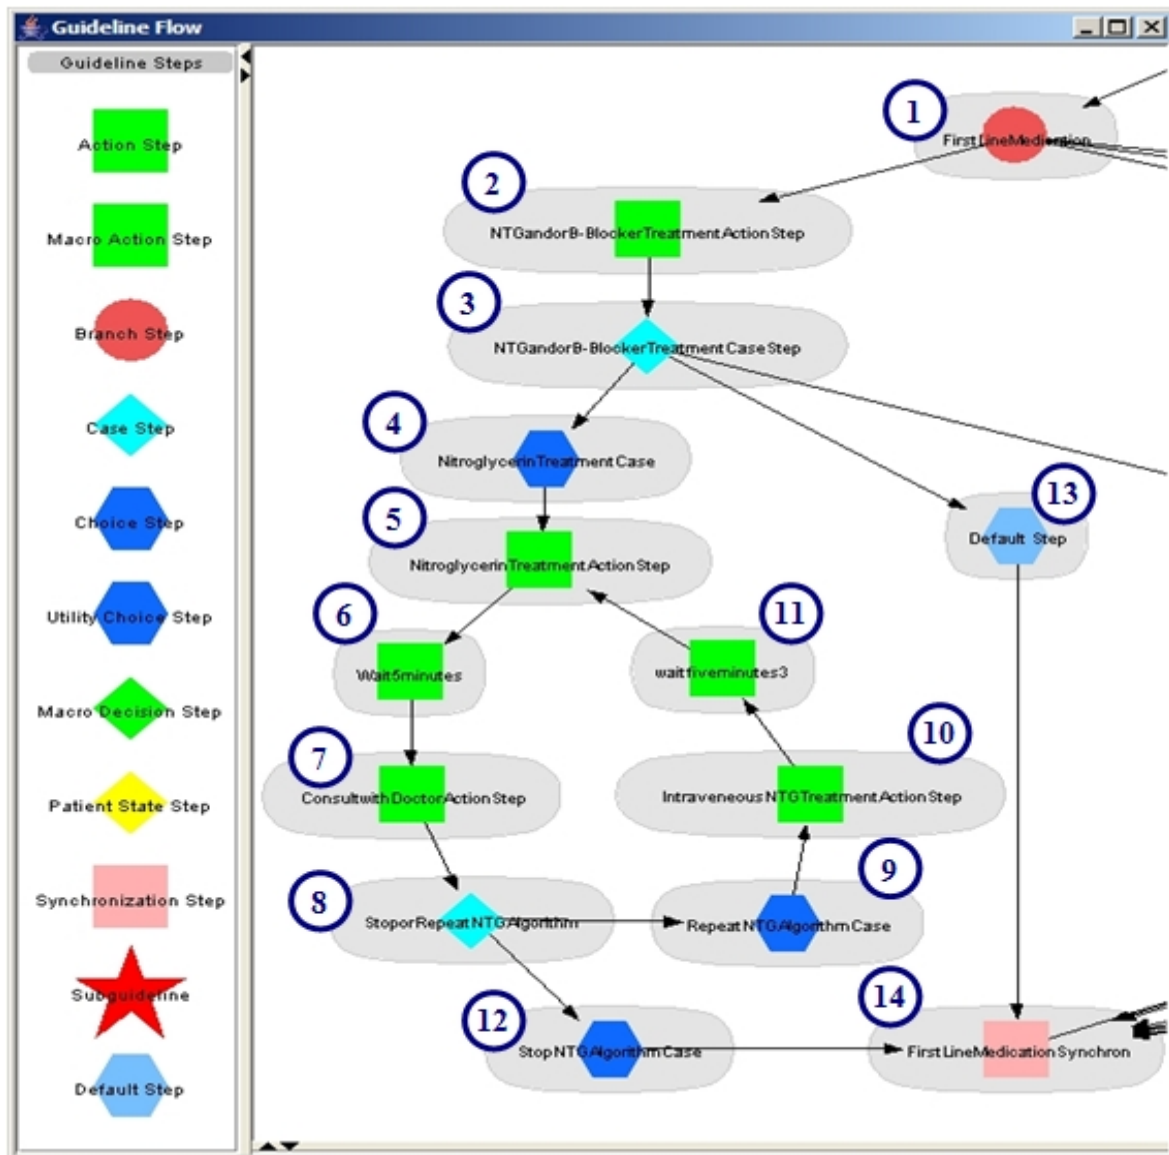 Guideline Flow
Guideline Steps
Action Step
Macro Action Step
Branch Step
Case Step
Choice Step
Utility Choice Step
Macro Decision Step
Patient State Step
Synchronization Step
Subguideline
Default Step
1
FirstLineMedication
2
NTGandorB-BlockerTreatmentActionStep
3
NTGandorB-BlockerTreatmentCaseStep
4
NitroglycerinTreatmentCase
13
Default Step
5
NitroglycerinTreatmentActionStep
6
Wait5minutes
11
waitfiveminutes3
7
ConsultwithDoctorActionStep
10
IntraveneousNTGTreatmentActionStep
8
StoporRepeatNTGAlgorithm
9
RepeatNTGAlgorithmCase
12
StopNTGAlgorithmCase
14
FirstLineMedicationSynchron